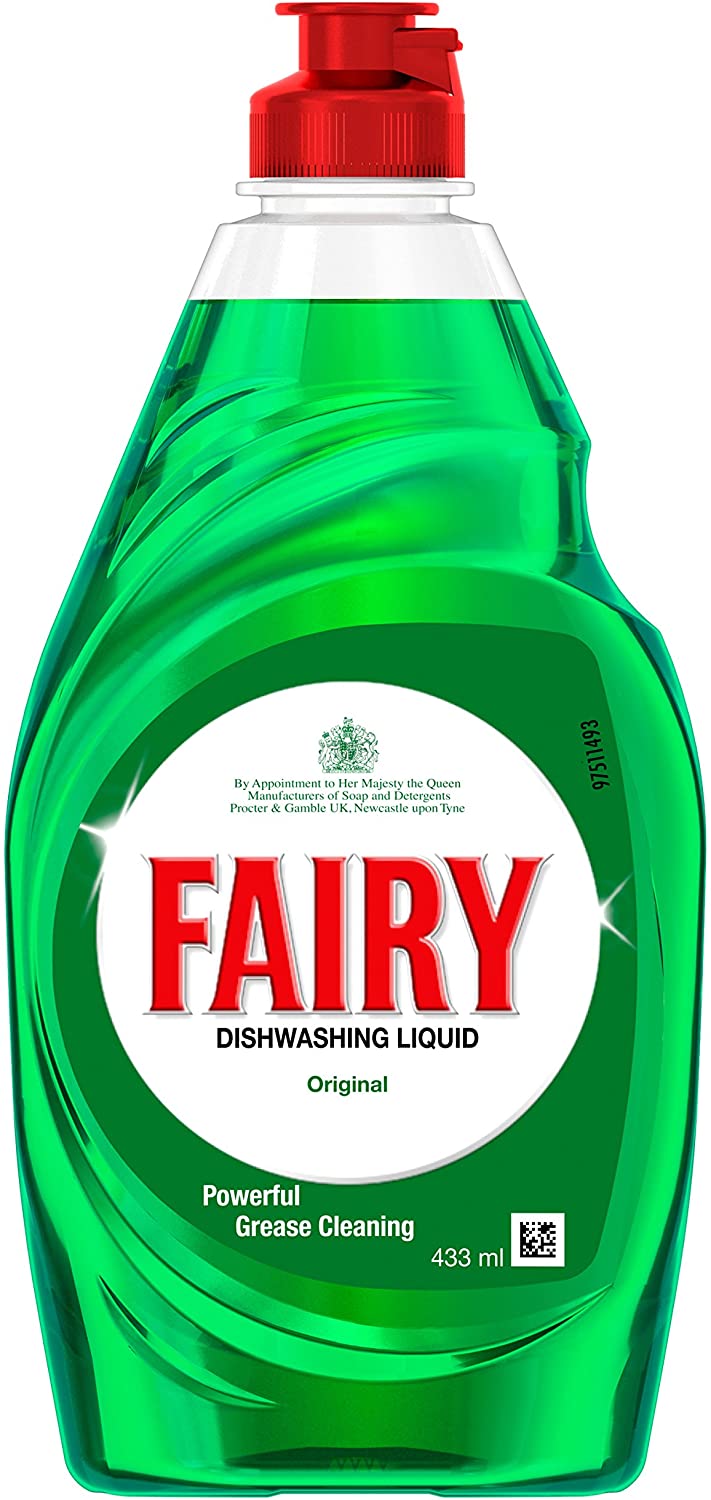 By Appointment to Her Majesty the Queen
Manufacturers of Soap and Detergents
Procter & Gamble UK, Newcastle upon Tyne
97511493
FAIRY
DISHWASHING LIQUID
Original
Powerful
Grease Cleaning
433 ml